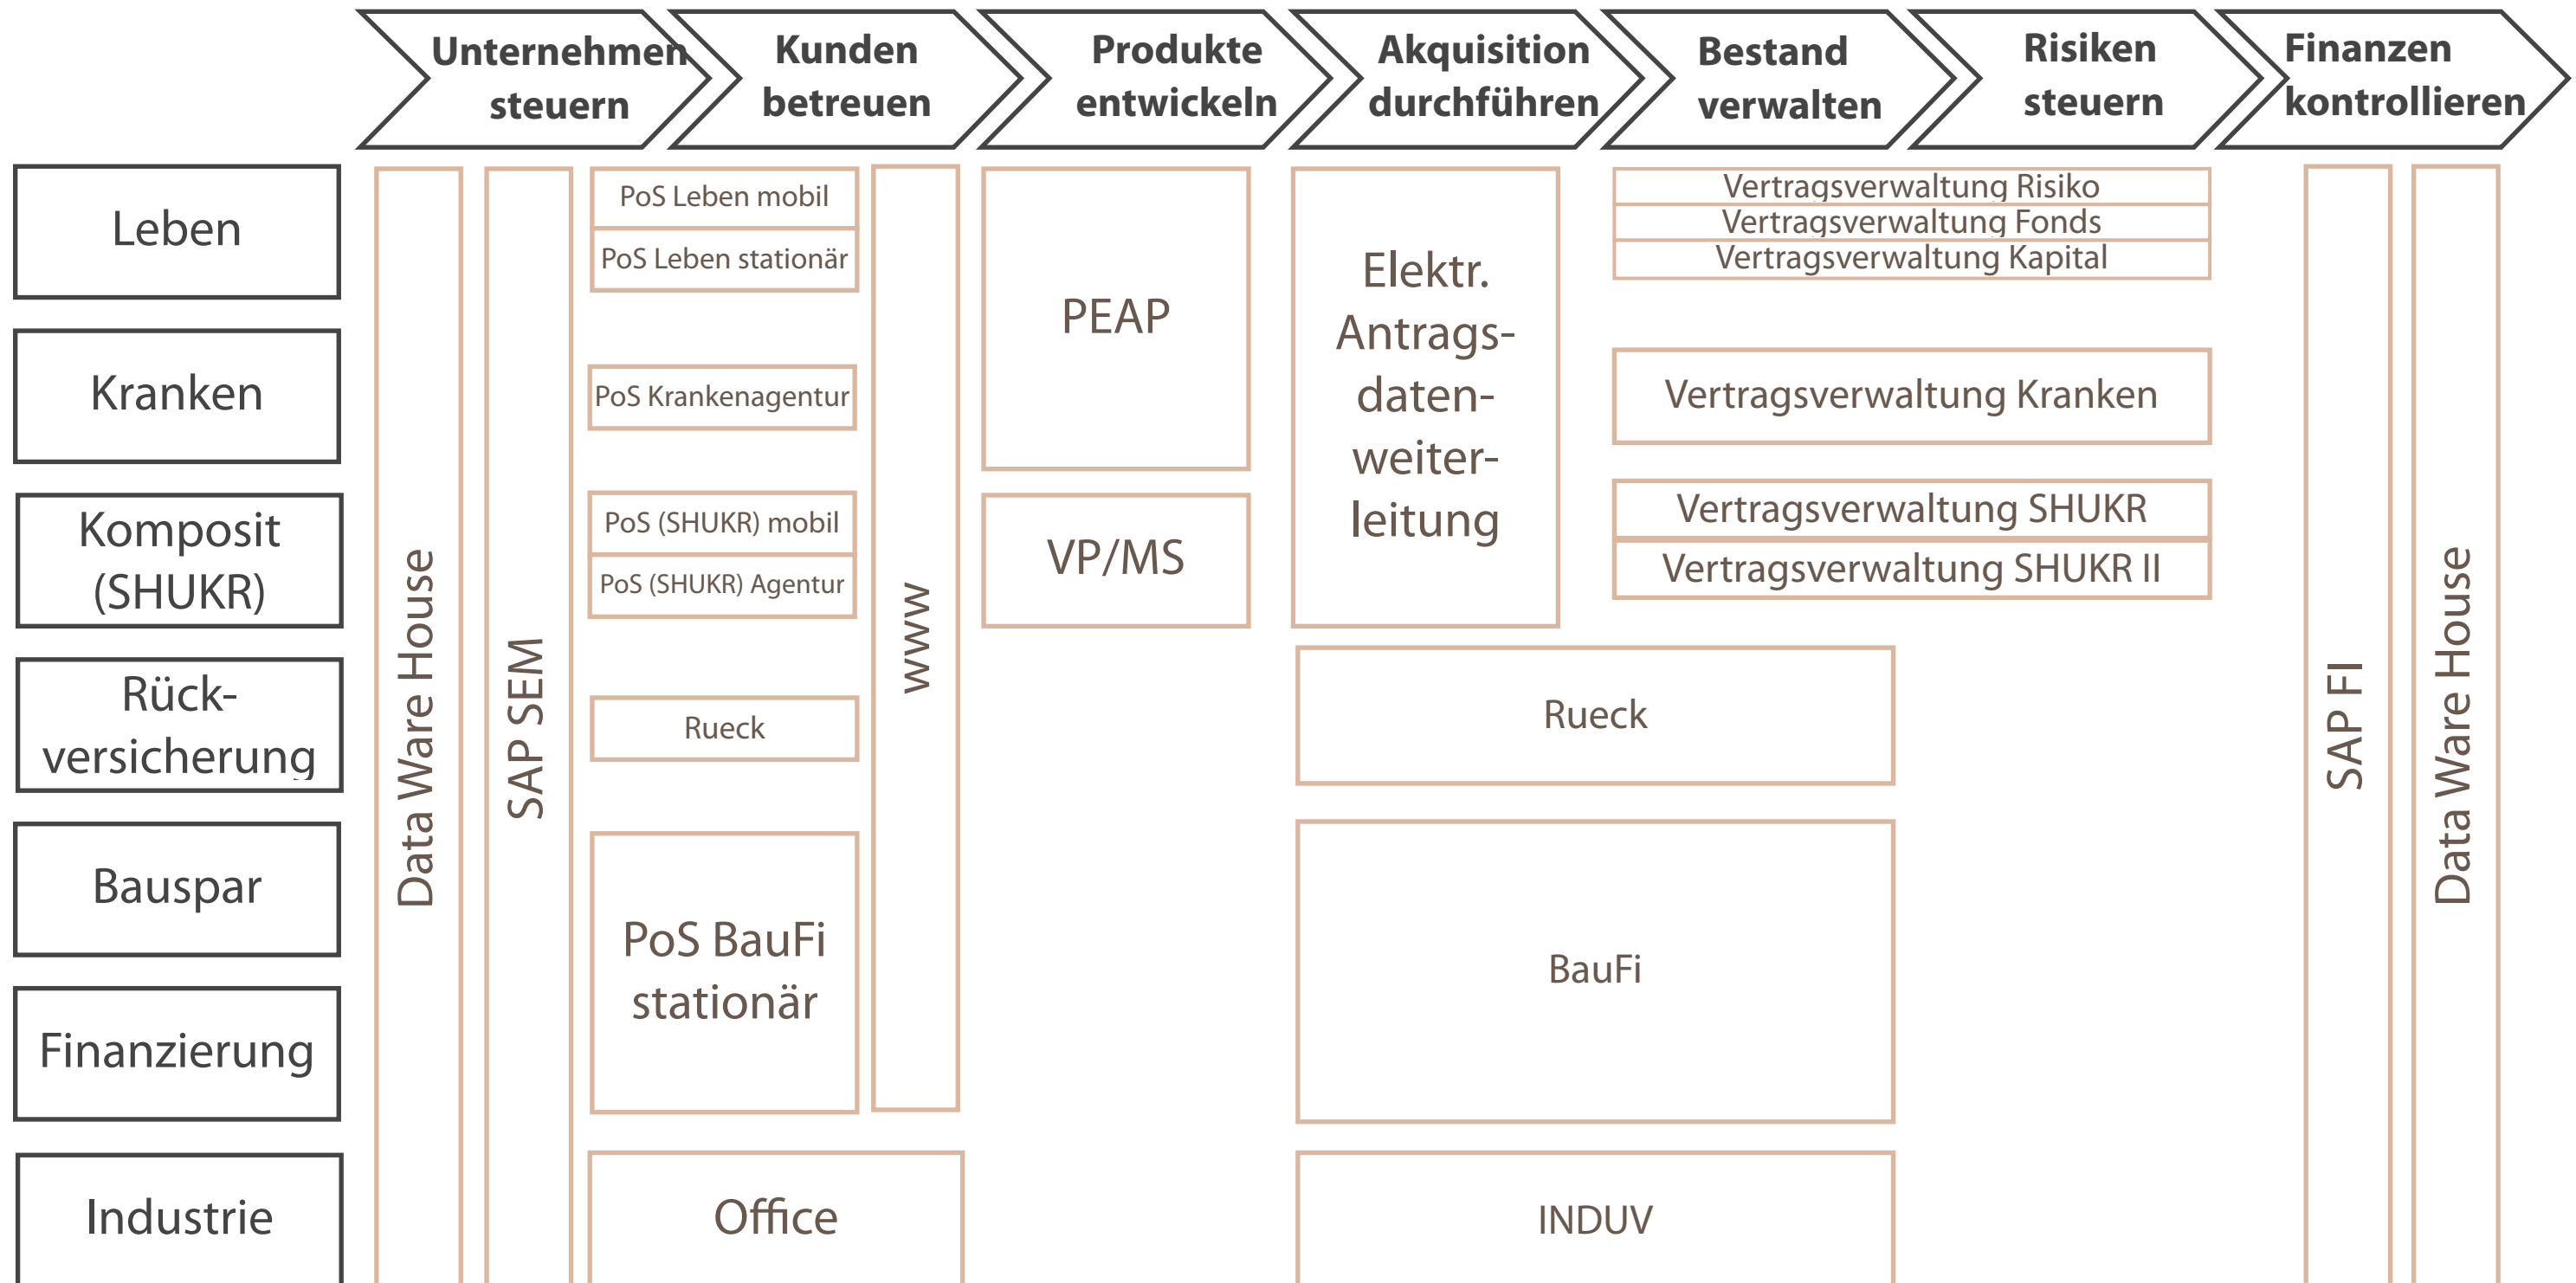 Unternehmen
steuern
Kunden
betreuen
Produkte
entwickeln
Akquisition
durchführen
Bestand
verwalten
Risiken
steuern
Finanzen
kontrollieren
Leben
Kranken
Komposit
(SHUKR)
Rück-
versicherung
Bauspar
Finanzierung
Industrie
Data Ware House
SAP SEM
PoS Leben mobil
PoS Leben stationär
PoS Krankenagentur
PoS (SHUKR) mobil
PoS (SHUKR) Agentur
Rueck
PoS BauFi
stationär
Office
www
PEAP
VP/MS
Elektr.
Antrags-
daten-
weiter-
leitung
Vertragsverwaltung Risiko
Vertragsverwaltung Fonds
Vertragsverwaltung Kapital
Vertragsverwaltung Kranken
Vertragsverwaltung SHUKR
Vertragsverwaltung SHUKR II
Rueck
BauFi
INDUV
SAP FI
Data Ware House